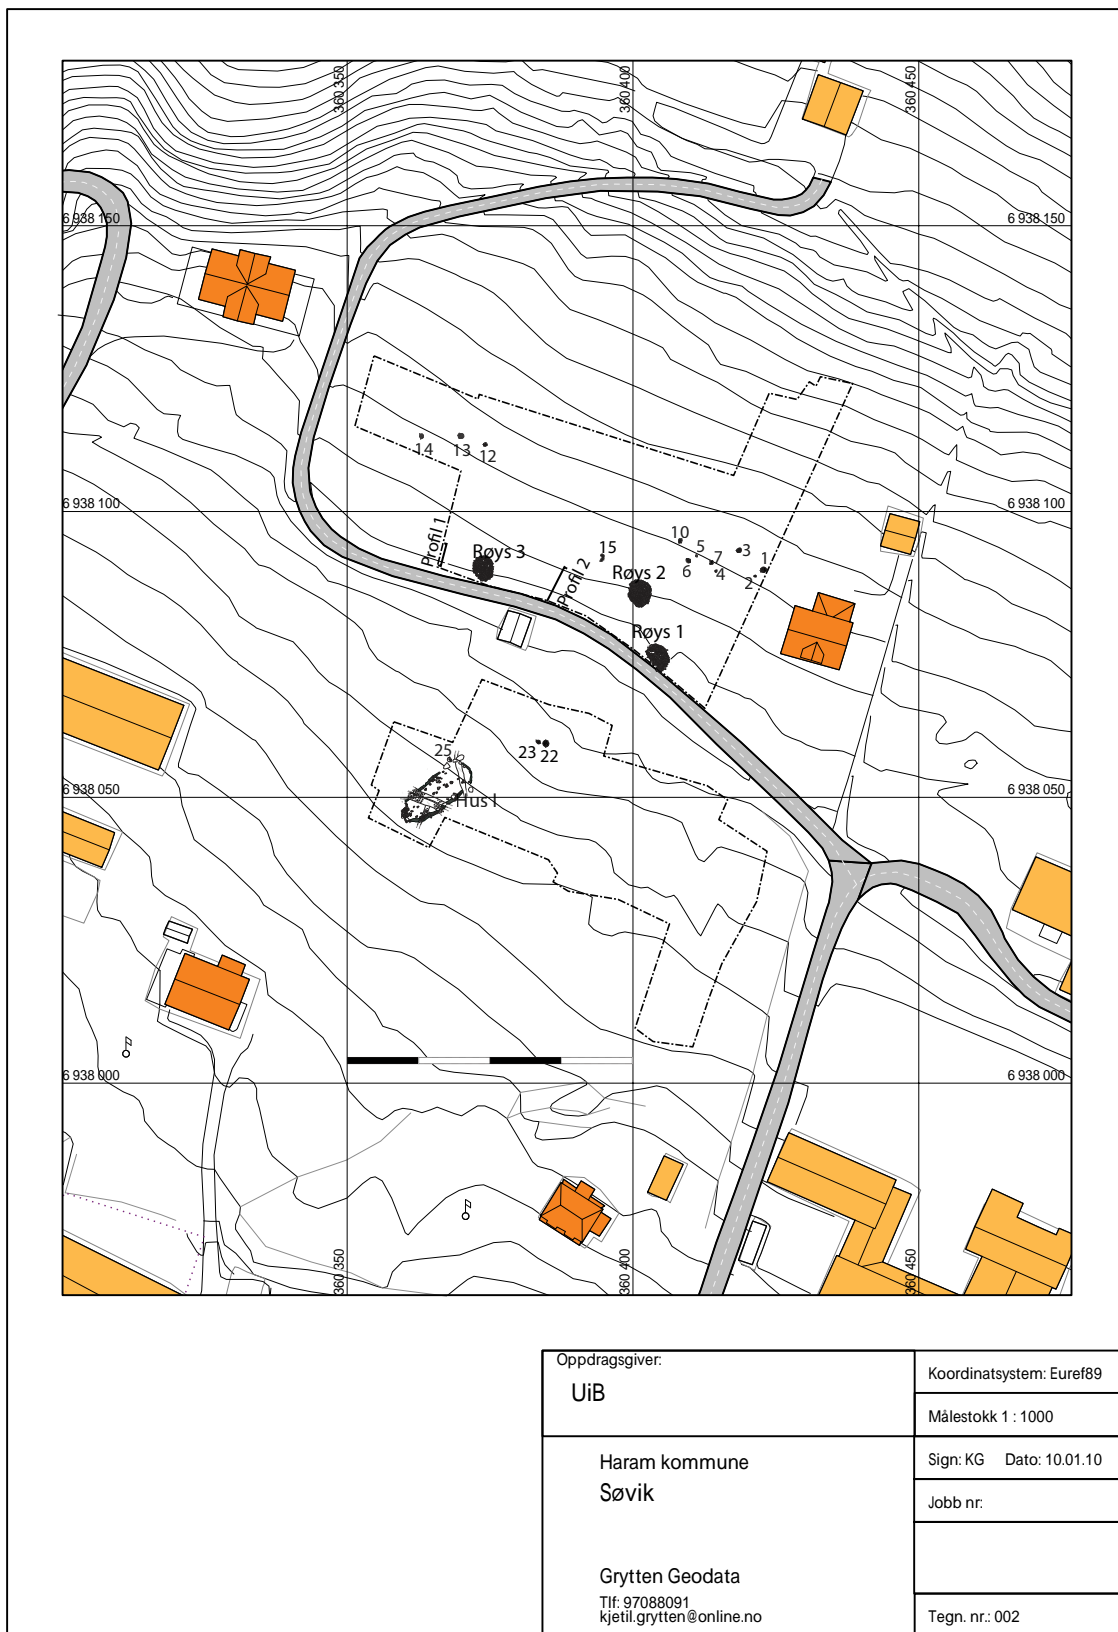 360 350
360 400
360 450
6 938 150
6 938 150
14
13
12
6 938 100
6 938 100
Profil 1
Røys 3
15
Profil 2
Røys 2
10
5
3
6
7
4
1
2
Røys 1
25
23
22
Hus I
6 938 050
6 938 050
6 938 000
6 938 000
360 350
360 400
360 450
Oppdragsgiver:
UiB
Koordinatsystem: Euref89
Målestokk 1 : 1000
Haram kommune
Søvik
Sign: KG Dato: 10.01.10
Jobb nr:
Grytten Geodata
Tlf: 97088091
kjetil.grytten@online.no
Tegn. nr.: 002